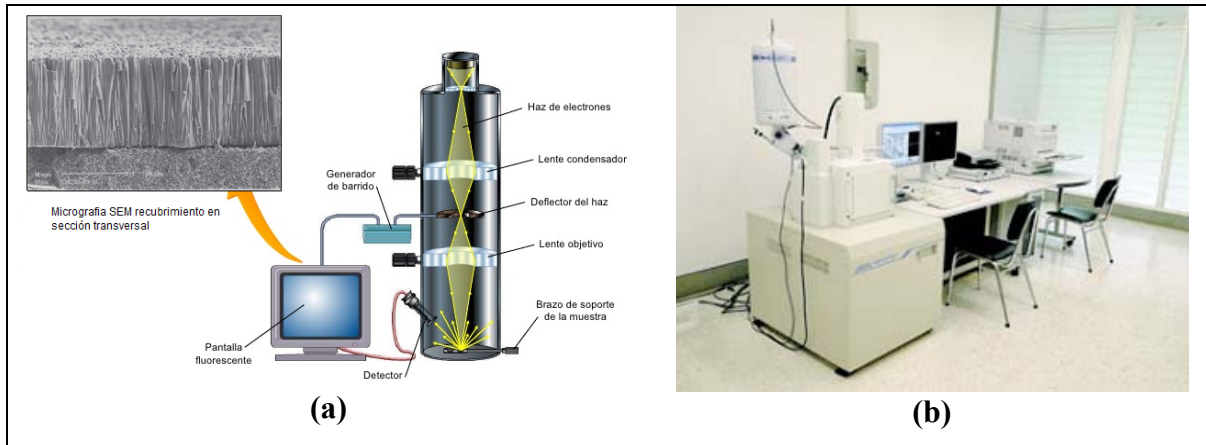 Micrografia SEM recubrimiento en
sección transversal
Generador
de barrido
Haz de electrones
Lente condensador
Deflector del haz
Lente objetivo
Brazo de soporte
de la muestra
Pantalla
fluorescente
Detector
(a)
(b)